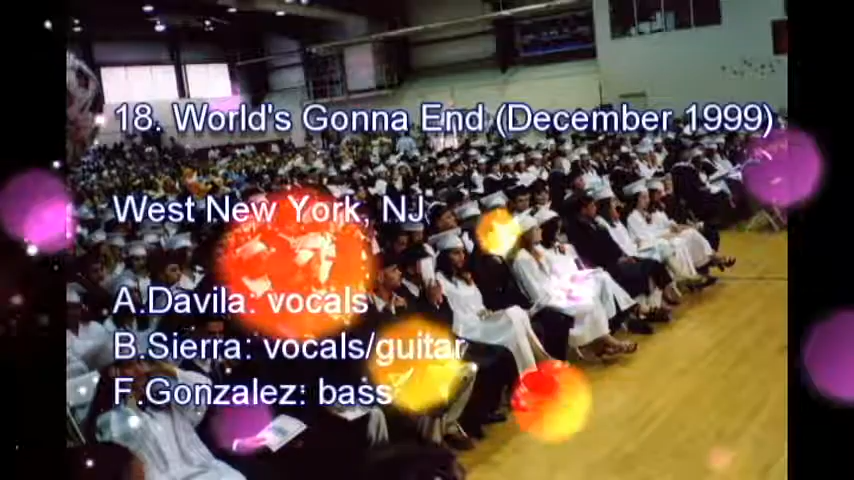 18. World's Gonna End (December 1999)
West New York, NJ
A.Davila: vocals
B.Sierra: vocals/guitar
F.Gonzalez: bass